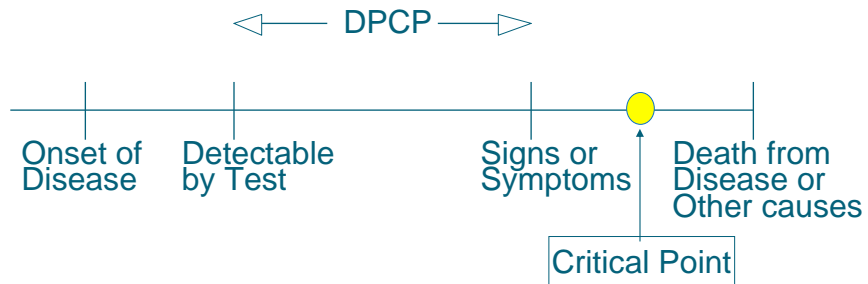 DPCP
Onset of
Disease
Detectable
by Test
Signs or
Symptoms
Death from
Disease or
Other causes
Critical Point